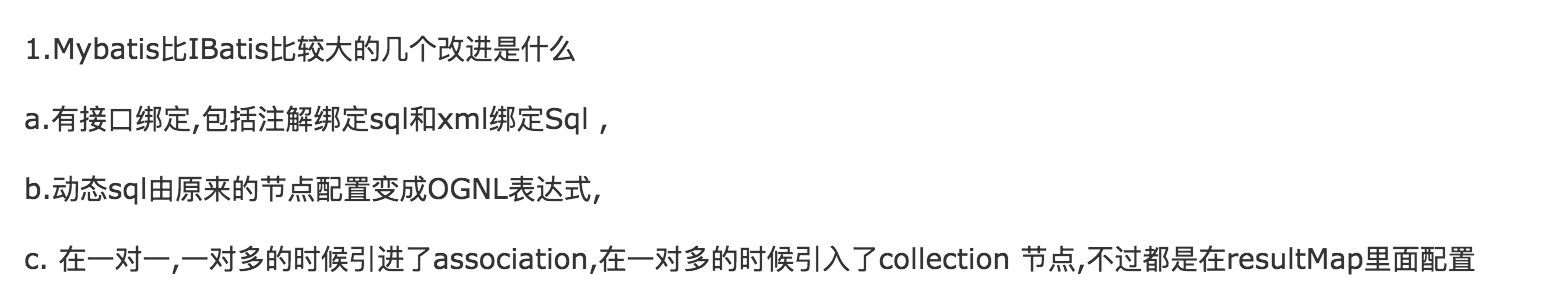 1.Mybatis比IBatis比较大的几个改进是什么
a.有接口绑定,包括注解绑定sql和xml绑定Sql ,
b.动态sql由原来的节点配置变成OGNL表达式,
c. 在一对一,一对多的时候引进了association,在一对多的时候引入了collection 节点,不过都是在resultMap里面配置